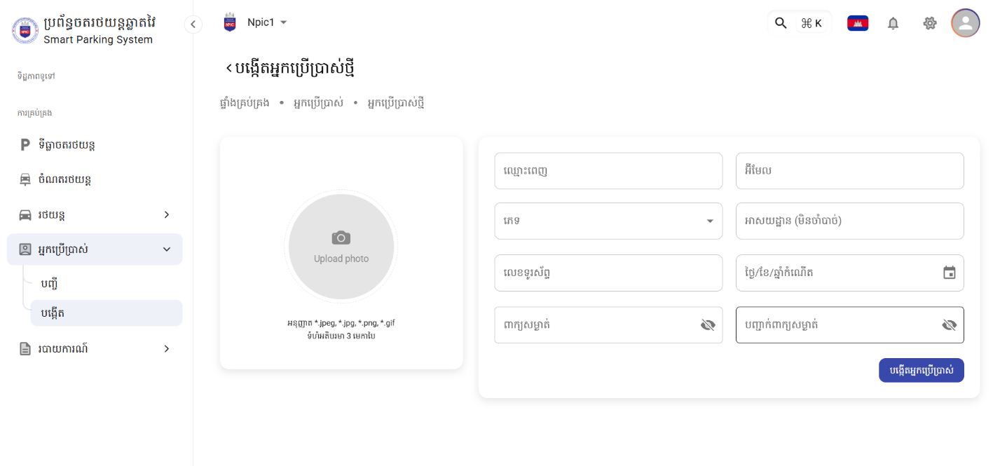 ប្រព័ន្ធចតរថយន្តឆ្លាតវៃ
Smart Parking System
ទិដ្ឋភាពទូទៅ
ការគ្រប់គ្រង
ទីធ្លាចតរថយន្ត
ចំណតរថយន្ត
រថយន្ត
អ្នកប្រើប្រាស់
បញ្ជី
បង្កើត
របាយការណ៍
Npic1
⌘ K
បង្កើតអ្នកប្រើប្រាស់ថ្មី
ផ្ទាំងគ្រប់គ្រង • អ្នកប្រើប្រាស់ • អ្នកប្រើប្រាស់ថ្មី
Upload photo
អនុញ្ញាត *.jpeg, *.jpg, *.png, *.gif
ទំហំអតិបរមា 3 មេកាបៃ
ឈ្មោះពេញ
អ៊ីមែល
ភេទ
អាសយដ្ឋាន (មិនចាំបាច់)
លេខទូរស័ព្ទ
ថ្ងៃ/ខែ/ឆ្នាំកំណើត
ពាក្យសម្ងាត់
បញ្ជាក់ពាក្យសម្ងាត់
បង្កើតអ្នកប្រើប្រាស់